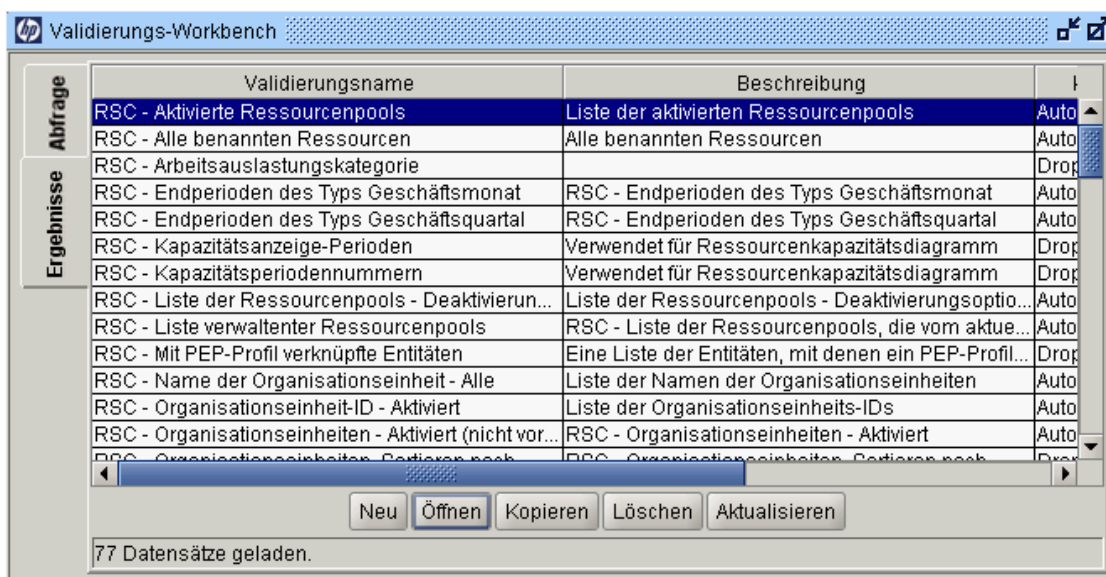 hp Validierungs-Workbench
Abfrage
Ergebnisse
Validierungsname Beschreibung
RSC - Aktivierte Ressourcenpools Liste der aktivierten Ressourcenpools Auto
RSC - Alle benannten Ressourcen Alle benannten Ressourcen Auto
RSC - Arbeitsauslastungskategorie Drop
RSC - Endperioden des Typs Geschäftsmonat RSC - Endperioden des Typs Geschäftsmonat Auto
RSC - Endperioden des Typs Geschäftsquartal RSC - Endperioden des Typs Geschäftsquartal Auto
RSC - Kapazitätsanzeige-Perioden Verwendet für Ressourcenkapazitätsdiagramm Drop
RSC - Kapazitätsperiodennummern Verwendet für Ressourcenkapazitätsdiagramm Drop
RSC - Liste der Ressourcenpools - Deaktivierun... Liste der Ressourcenpools - Deaktivierungsoptio... Auto
RSC - Liste verwaltenter Ressourcenpools RSC - Liste der Ressourcenpools, die vom aktue... Auto
RSC - Mit PEP-Profil verknüpfte Entitäten Eine Liste der Entitäten, mit denen ein PEP-Profil... Drop
RSC - Name der Organisationseinheit - Alle Liste der Namen der Organisationseinheiten Auto
RSC - Organisationseinheit-ID - Aktiviert Liste der Organisationseinheits-IDs Auto
RSC - Organisationseinheiten - Aktiviert (nicht vor... RSC - Organisationseinheiten - Aktiviert Auto
Neu Öffnen Kopieren Löschen Aktualisieren
77 Datensätze geladen.